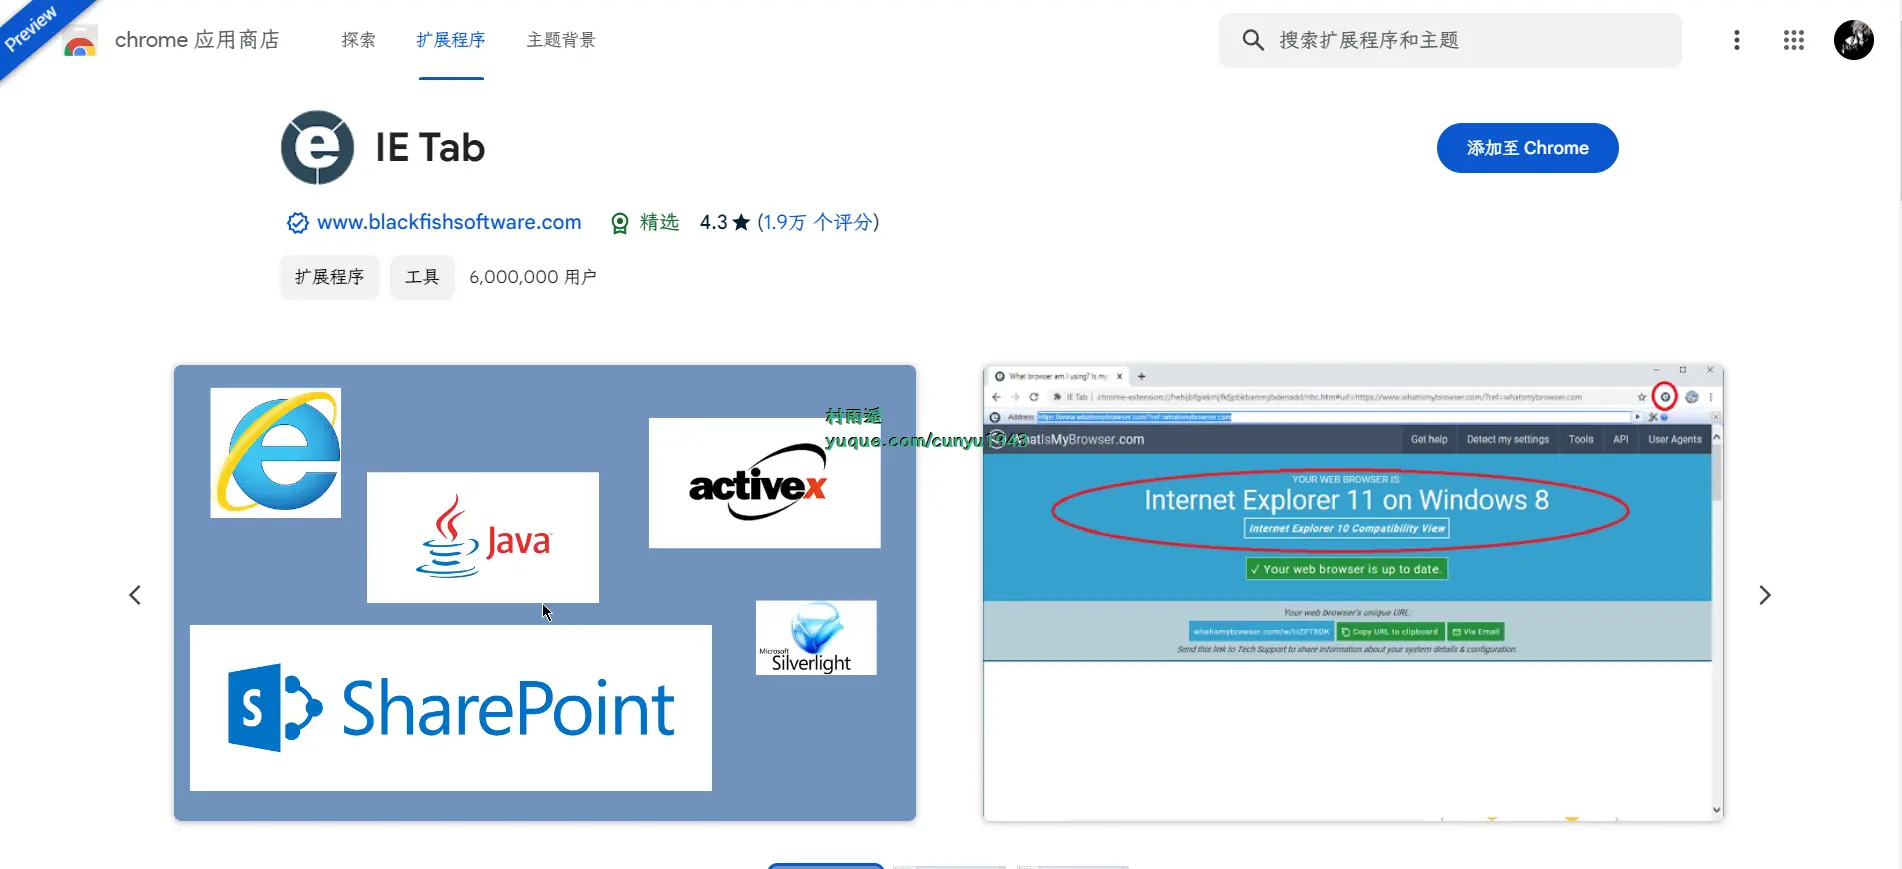 Preview
chrome 应用商店
探索
扩展程序
主题背景
搜索扩展程序和主题
IE Tab
添加至 Chrome
www.blackfishsoftware.com
精选
4.3 ★ (1.9万 个评分)
扩展程序
工具
6,000,000 用户
村雨遥
yuque.com/cunyu1943
activex
Java
Microsoft
Silverlight
S
SharePoint
What browser am I using? Is my
IE Tab
chrome-extension://hehijbfgiekmjfkfjpbkbammjbdenadd/nhc.htm#url=https://www.whatismybrowser.com/?ref=whatismybrowser.com
Address:
https://www.whatismybrowser.com/?ref=whatismybrowser.com
WhatIsMyBrowser.com
Get help
Detect my settings
Tools
API
User Agents
YOUR WEB BROWSER IS:
Internet Explorer 11 on Windows 8
Internet Explorer 10 Compatibility View
✓ Your web browser is up to date.
Your web browser's unique URL:
Copy URL to clipboard
Via Email
Send this link to Tech Support to share information about your system details & configuration.